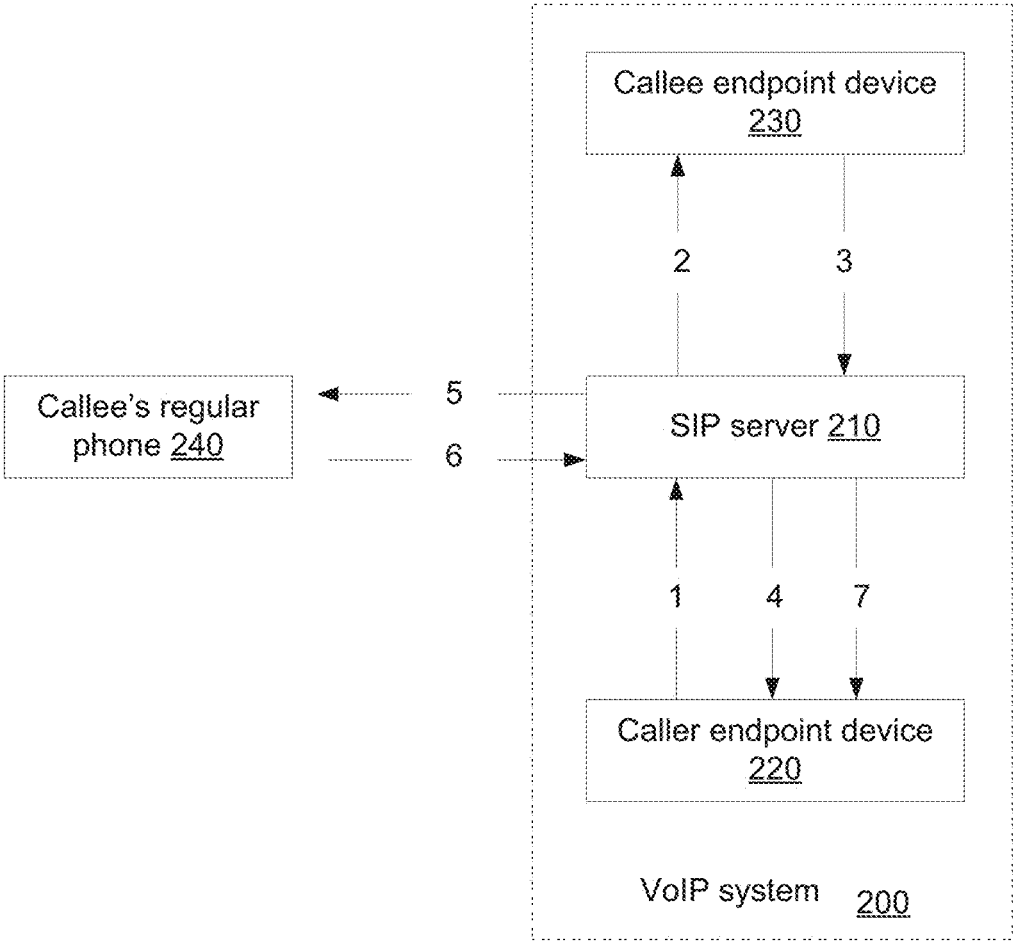 Callee endpoint device
230
2
3
Callee's regular
phone 240
5
6
SIP server 210
1
4
7
Caller endpoint device
220
VoIP system 200